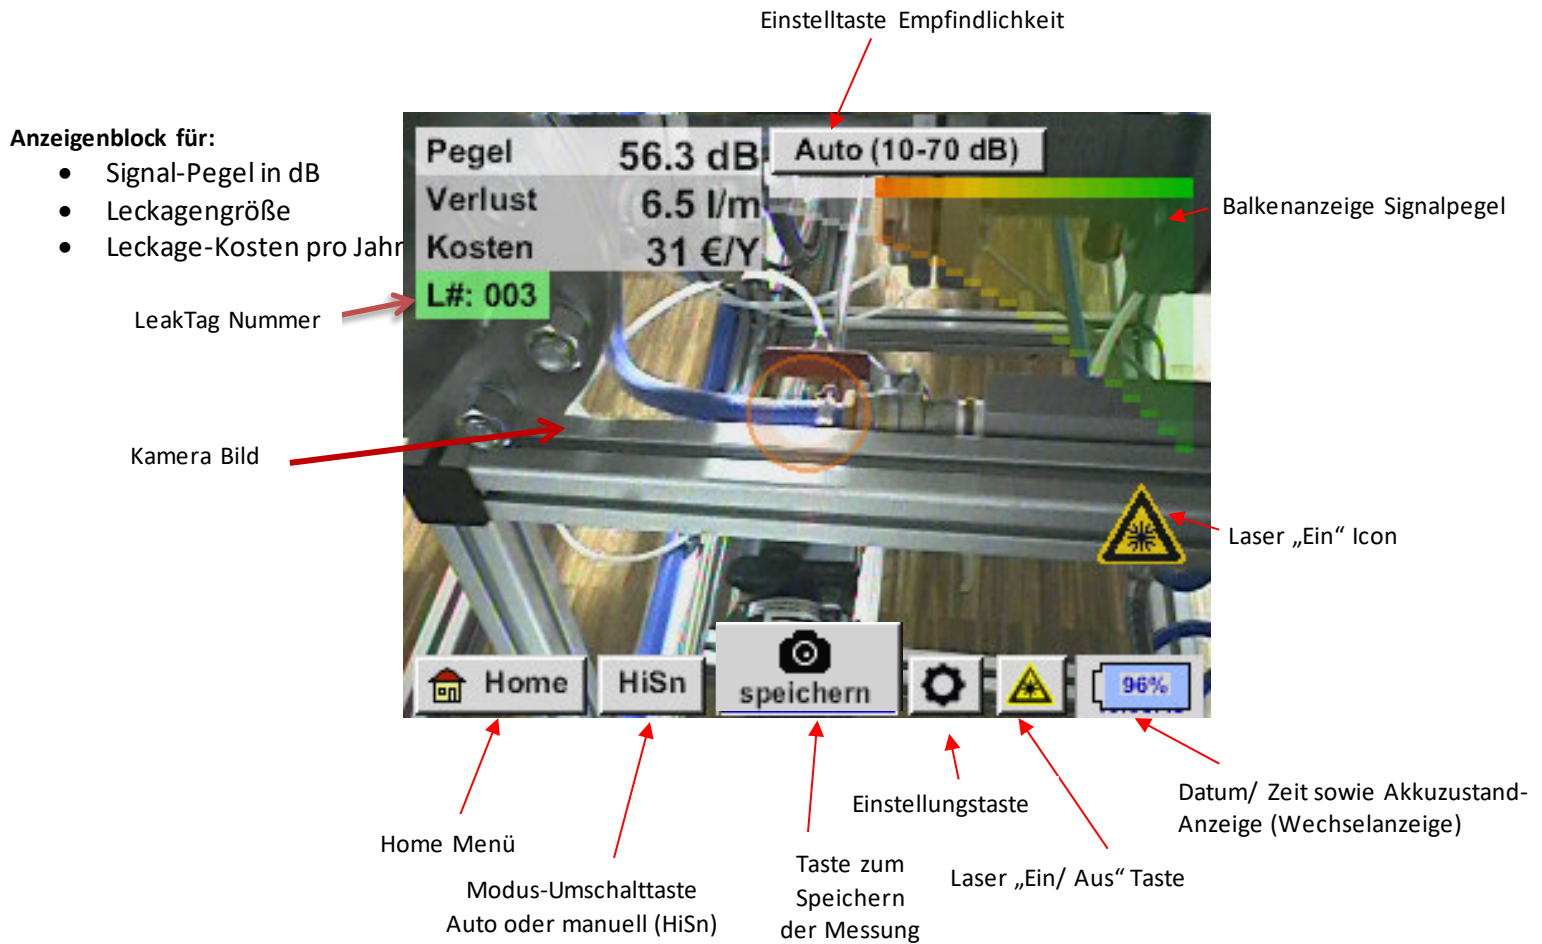 Einstelltaste Empfindlichkeit
Anzeigenblock für:
• Signal-Pegel in dB
• Leckagengröße
• Leckage-Kosten pro Jahr
LeakTag Nummer
Kamera Bild
Pegel 56.3 dB
Verlust 6.5 l/m
Kosten 31 €/Y
L#: 003
Auto (10-70 dB)
Balkenanzeige Signalpegel
Laser „Ein“ Icon
Home
HiSn
speichern
96%
Home Menü
Modus-Umschalttaste
Auto oder manuell (HiSn)
Taste zum
Speichern
der Messung
Einstellungstaste
Laser „Ein/ Aus“ Taste
Datum/ Zeit sowie Akkuzustand-
Anzeige (Wechselanzeige)